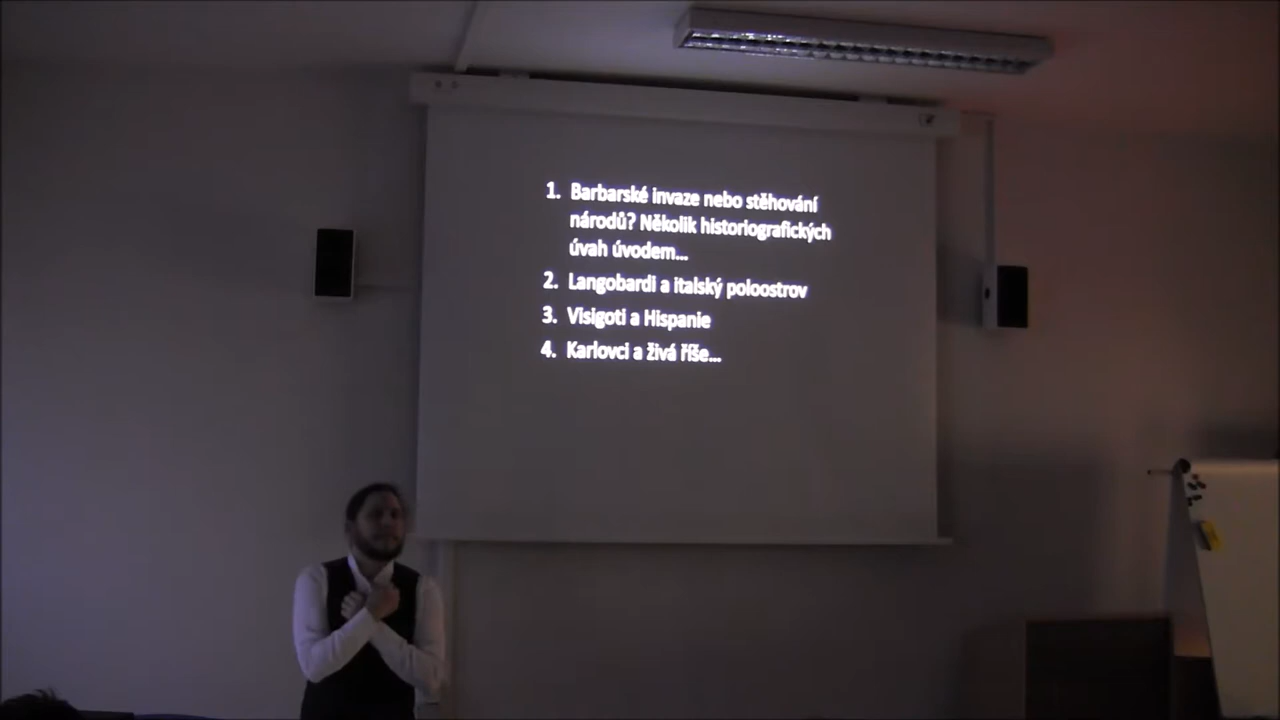 1. Barbarské invaze nebo stěhování
národů? Několik historiografických
úvah úvodem...
2. Langobardi a italský poloostrov
3. Visigoti a Hispanie
4. Karlovci a živá říše...